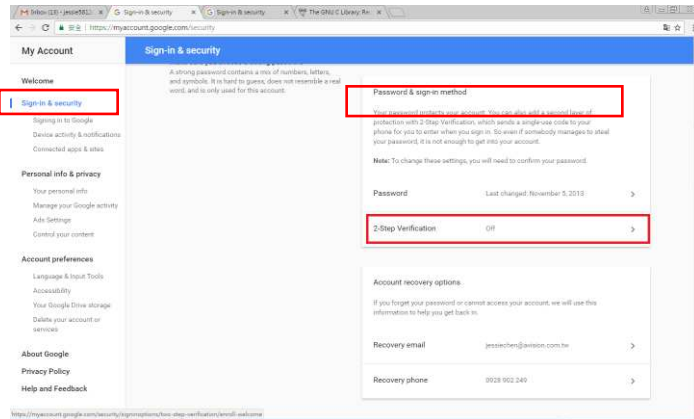 Inbox (10) - jessie5813
Sign-in & security
Sign-in & security
The GNU C Library: Re
https://myaccount.google.com/security
My Account
Sign-in & security
Welcome
Sign-in & security
Signing in to Google
Device activity & notifications
Connected apps & sites
Personal info & privacy
Your personal info
Manage your Google activity
Ads Settings
Control your content
Account preferences
Language & Input Tools
Accessibility
Your Google Drive storage
Delete your account or
services
About Google
Privacy Policy
Help and Feedback
A strong password contains a mix of numbers, letters,
and symbols. It is hard to guess, does not resemble a real
word, and is only used for this account.
Password & sign-in method
Your password protects your account. You can also add a second layer of
protection with 2-Step Verification, which sends a single-use code to your
phone for you to enter when you sign in. So even if somebody manages to steal
your password, it is not enough to get into your account.
Note: To change these settings, you will need to confirm your password.
Password Last changed: November 5, 2013
2-Step Verification Off
Account recovery options
If you forget your password or cannot access your account, we will use this
information to help you get back in.
Recovery email jessiechen@avision.com.tw
Recovery phone 0928 902 249
https://myaccount.google.com/security/signinoptions/two-step-verification/enroll-welcome